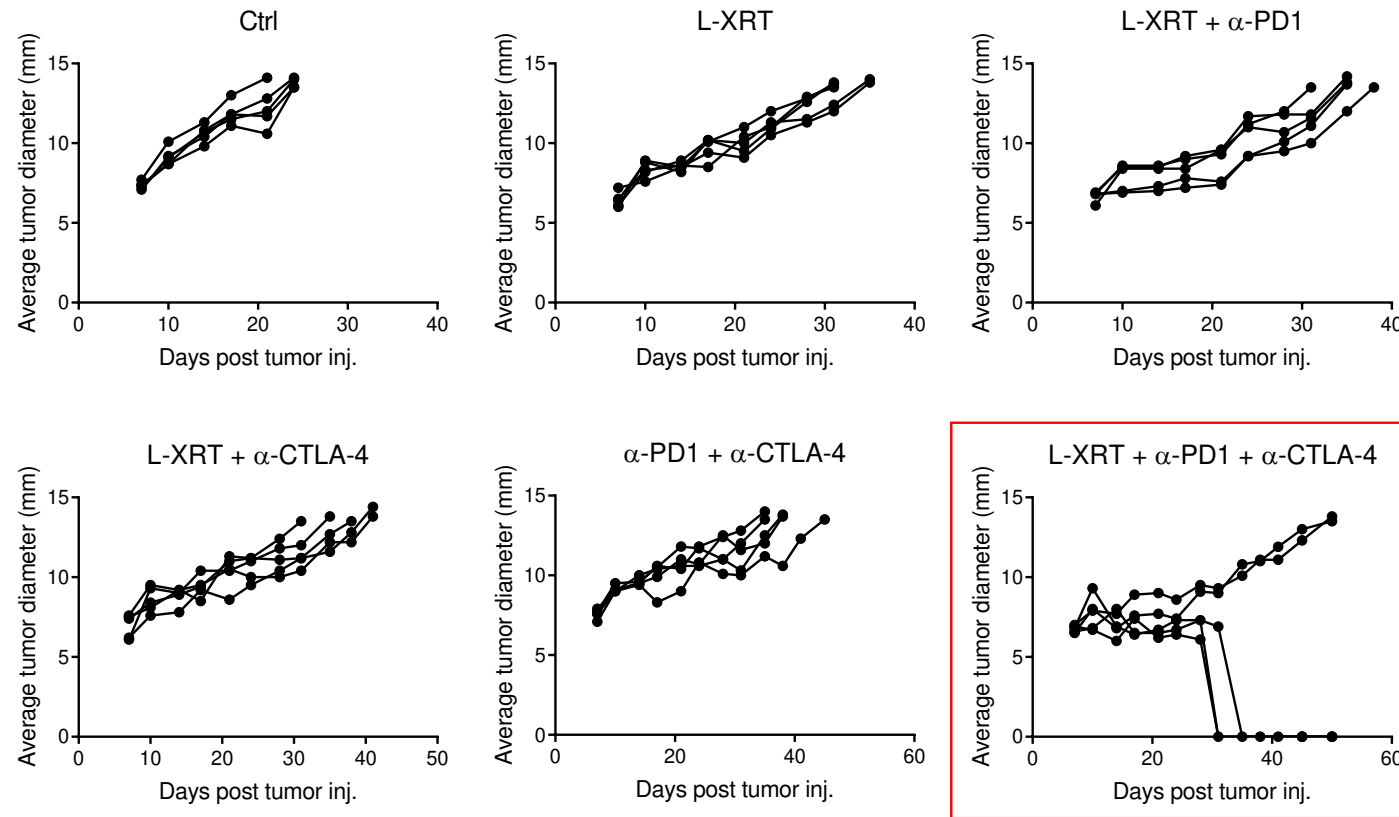 Ctrl
Average tumor diameter (mm)
15
10
5
0
0 10 20 30 40
Days post tumor inj.
L-XRT
Average tumor diameter (mm)
15
10
5
0
0 10 20 30 40
Days post tumor inj.
L-XRT + α-PD1
Average tumor diameter (mm)
15
10
5
0
0 10 20 30 40
Days post tumor inj.
L-XRT + α-CTLA-4
Average tumor diameter (mm)
15
10
5
0
0 10 20 30 40 50
Days post tumor inj.
α-PD1 + α-CTLA-4
Average tumor diameter (mm)
15
10
5
0
0 20 40 60
Days post tumor inj.
L-XRT + α-PD1 + α-CTLA-4
Average tumor diameter (mm)
15
10
5
0
0 20 40 60
Days post tumor inj.